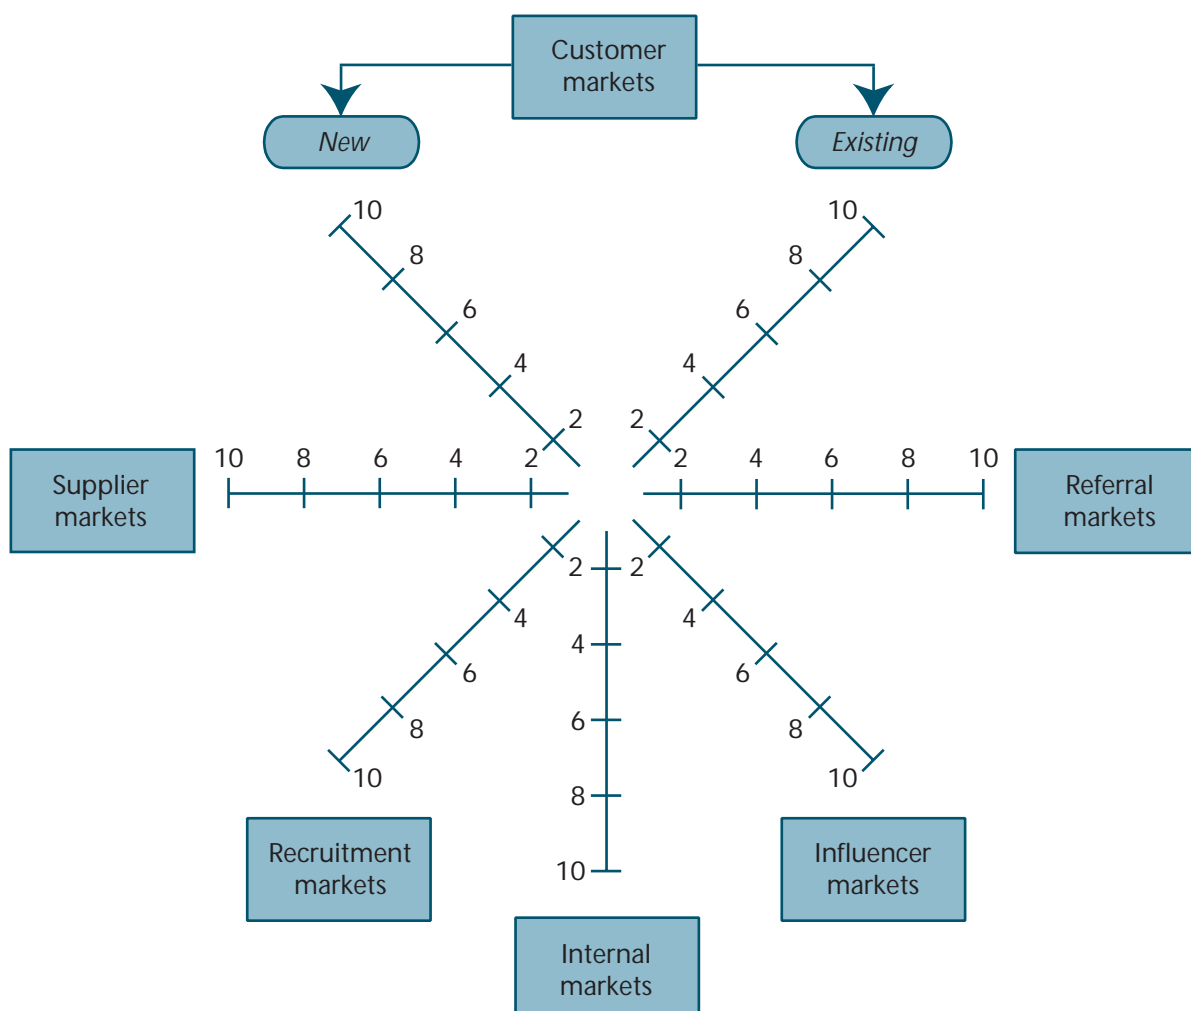 Customer
markets
New
Existing
10
10
8
8
6
6
4
4
2
2
10 8 6 4 2
2 4 6 8 10
Supplier
markets
Referral
markets
2
2
4
4
4
6
6
6
8
8
8
10
10
10
Recruitment
markets
Influencer
markets
Internal
markets